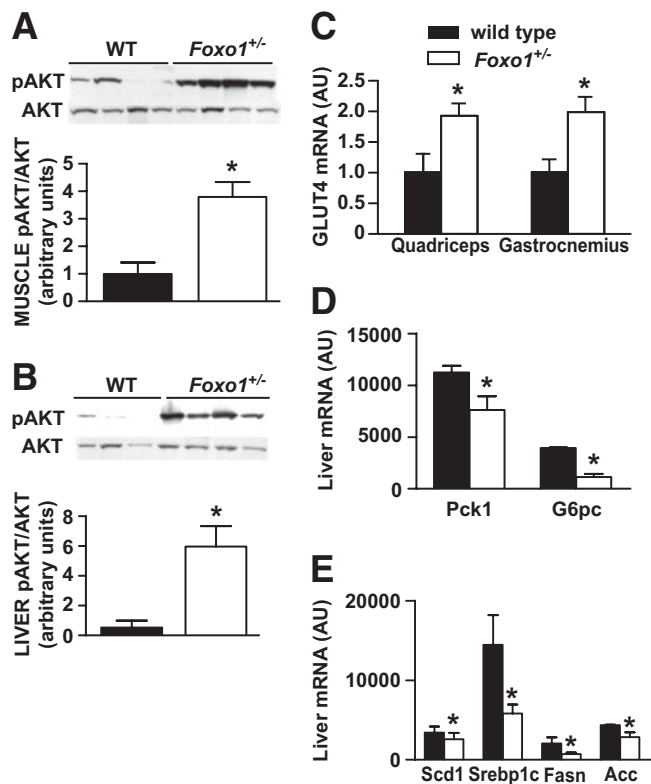 A
WT
Foxo1+/-
pAKT
AKT
MUSCLE pAKT/AKT
(arbitrary units)
5
4
3
2
1
0
*
B
WT
Foxo1+/-
pAKT
AKT
LIVER pAKT/AKT
(arbitrary units)
8
6
4
2
0
*
C
wild type
Foxo1+/-
GLUT4 mRNA (AU)
2.5
2.0
1.5
1.0
0.5
0
*
*
Quadriceps
Gastrocnemius
D
Liver mRNA (AU)
15000
10000
5000
0
*
*
Pck1
G6pc
E
Liver mRNA (AU)
20000
10000
0
*
*
*
*
Scd1
Srebp1c
Fasn
Acc